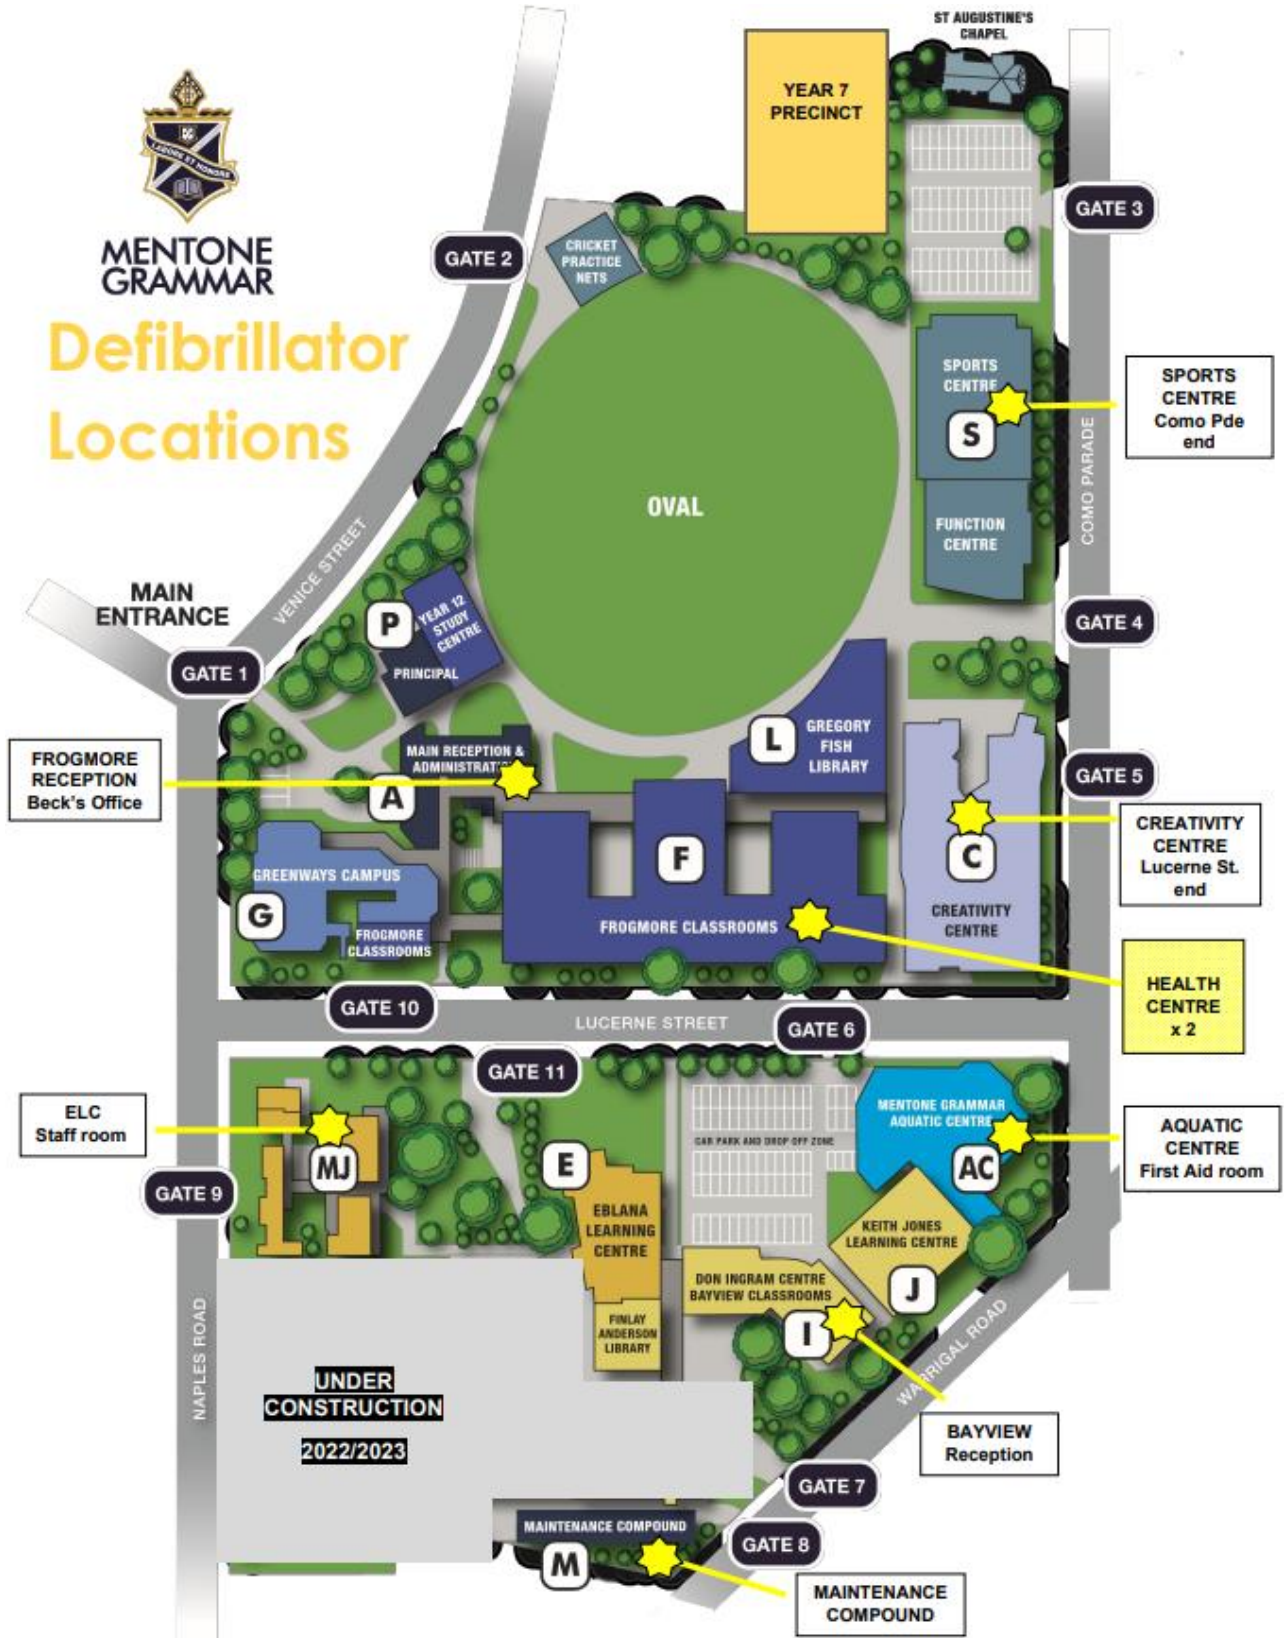 ST AUGUSTINE'S
CHAPEL
YEAR 7
PRECINCT
LABORE ET HONORE
MENTONE
GRAMMAR
Defibrillator
Locations
GATE 3
GATE 2
CRICKET
PRACTICE
NETS
SPORTS
CENTRE
S
SPORTS
CENTRE
Como Pde
end
COMO PARADE
OVAL
FUNCTION
CENTRE
VENICE STREET
MAIN
ENTRANCE
P
YEAR 12
STUDY
CENTRE
PRINCIPAL
GATE 4
GATE 1
L
GREGORY
FISH
LIBRARY
FROGMORE
RECEPTION
Beck's Office
MAIN RECEPTION &
ADMINISTRATI
A
GATE 5
CREATIVITY
CENTRE
Lucerne St.
end
F
C
GREENWAYS CAMPUS
G
FROGMORE
CLASSROOMS
FROGMORE CLASSROOMS
CREATIVITY
CENTRE
HEALTH
CENTRE
x 2
GATE 10
LUCERNE STREET
GATE 6
GATE 11
ELC
Staff room
MJ
MENTONE GRAMMAR
AQUATIC CENTRE
AC
AQUATIC
CENTRE
First Aid room
CAR PARK AND DROP OFF ZONE
E
GATE 9
EBLANA
LEARNING
CENTRE
KEITH JONES
LEARNING CENTRE
J
DON INGRAM CENTRE
BAYVIEW CLASSROOMS
I
FINLAY
ANDERSON
LIBRARY
NAPLES ROAD
WARRIGAL ROAD
UNDER
CONSTRUCTION
2022/2023
BAYVIEW
Reception
GATE 7
MAINTENANCE COMPOUND
GATE 8
M
MAINTENANCE
COMPOUND